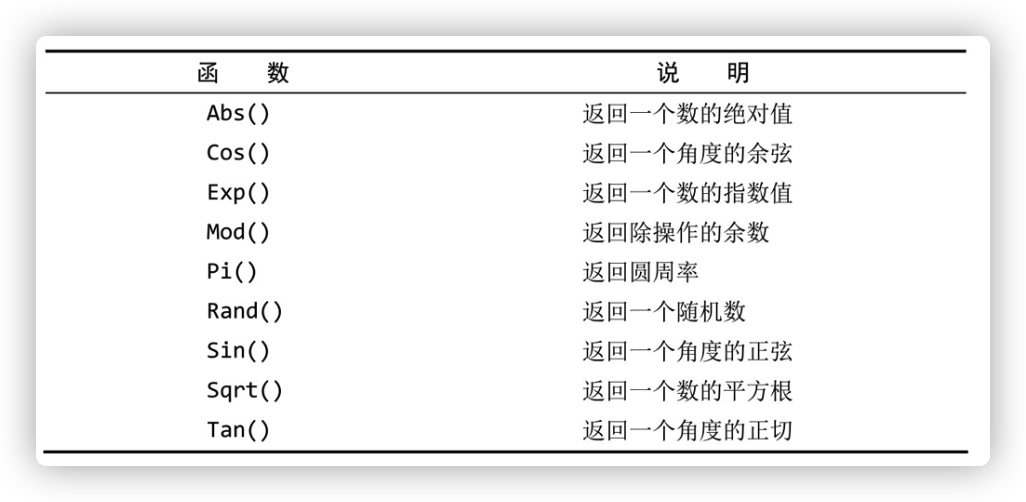 函 数 说 明
Abs() 返回一个数的绝对值
Cos() 返回一个角度的余弦
Exp() 返回一个数的指数值
Mod() 返回除操作的余数
Pi() 返回圆周率
Rand() 返回一个随机数
Sin() 返回一个角度的正弦
Sqrt() 返回一个数的平方根
Tan() 返回一个角度的正切